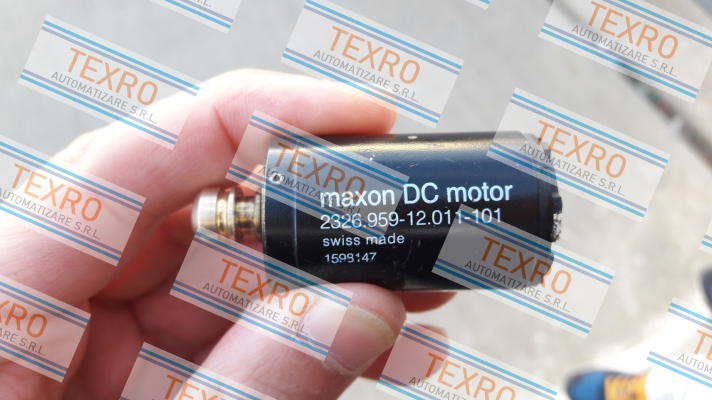 maxon DC motor
2326.959-12.011-101
swiss made
1598147
TEXRO
AUTOMATIZARE S.R.L.